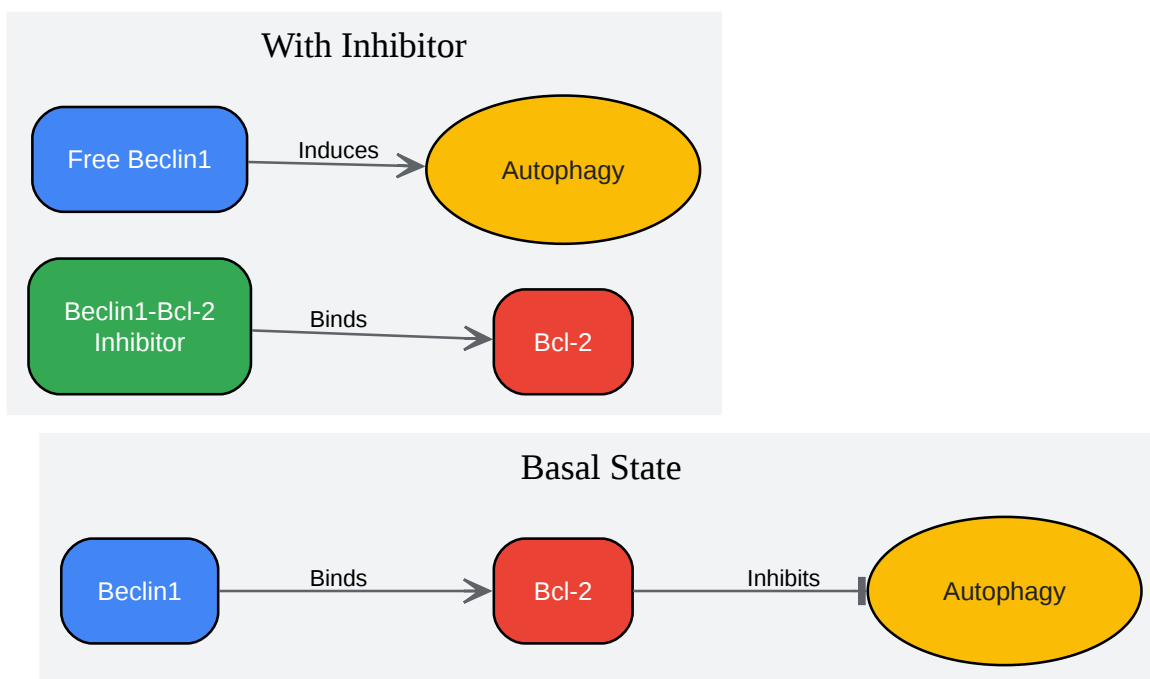 With Inhibitor
Free Beclin1
Induces
Autophagy
Beclin1-Bcl-2
Inhibitor
Binds
Bcl-2
Basal State
Beclin1
Binds
Bcl-2
Inhibits
Autophagy